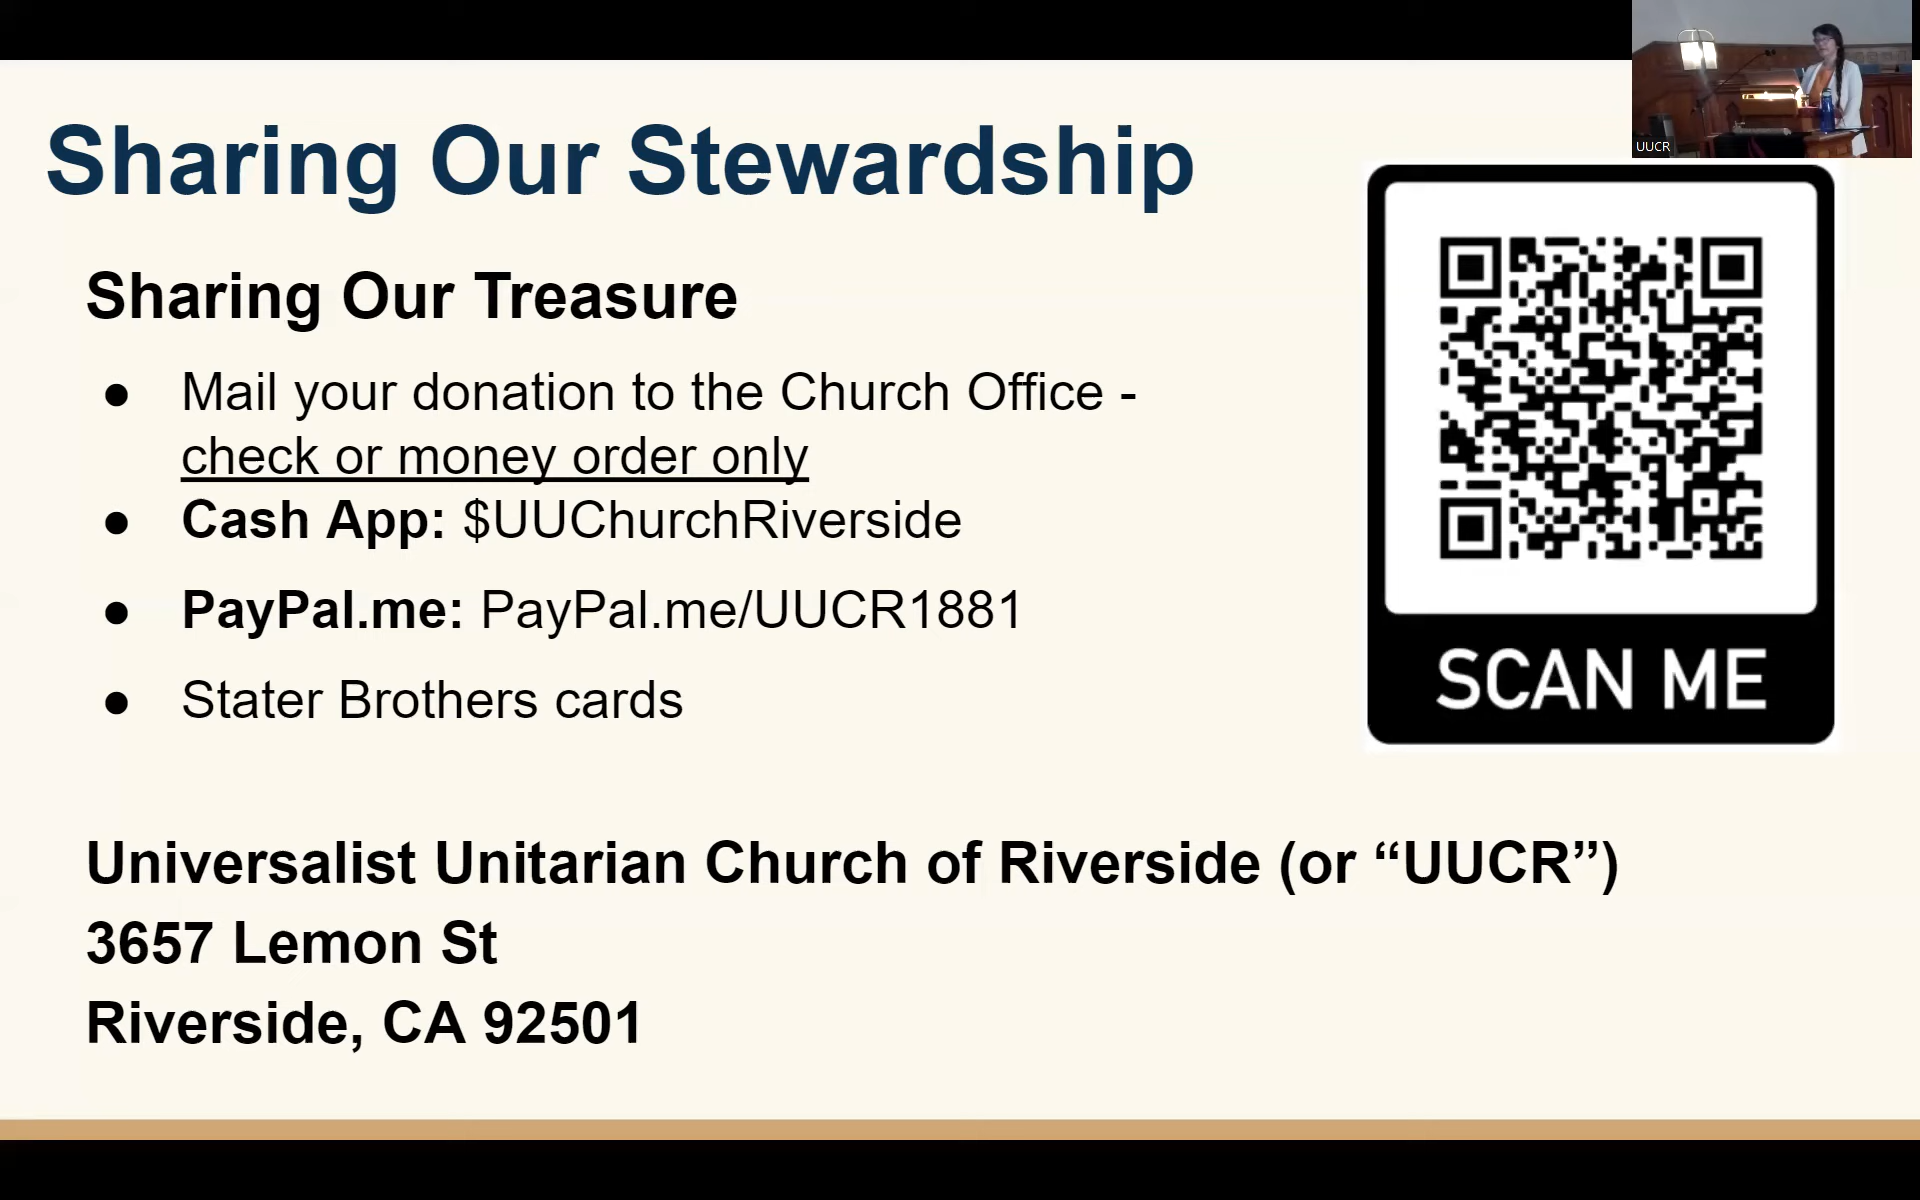 UUCR
Sharing Our Stewardship
Sharing Our Treasure
● Mail your donation to the Church Office -
check or money order only
● Cash App: $UUChurchRiverside
● PayPal.me: PayPal.me/UUCR1881
● Stater Brothers cards
SCAN ME
Universalist Unitarian Church of Riverside (or “UUCR”)
3657 Lemon St
Riverside, CA 92501